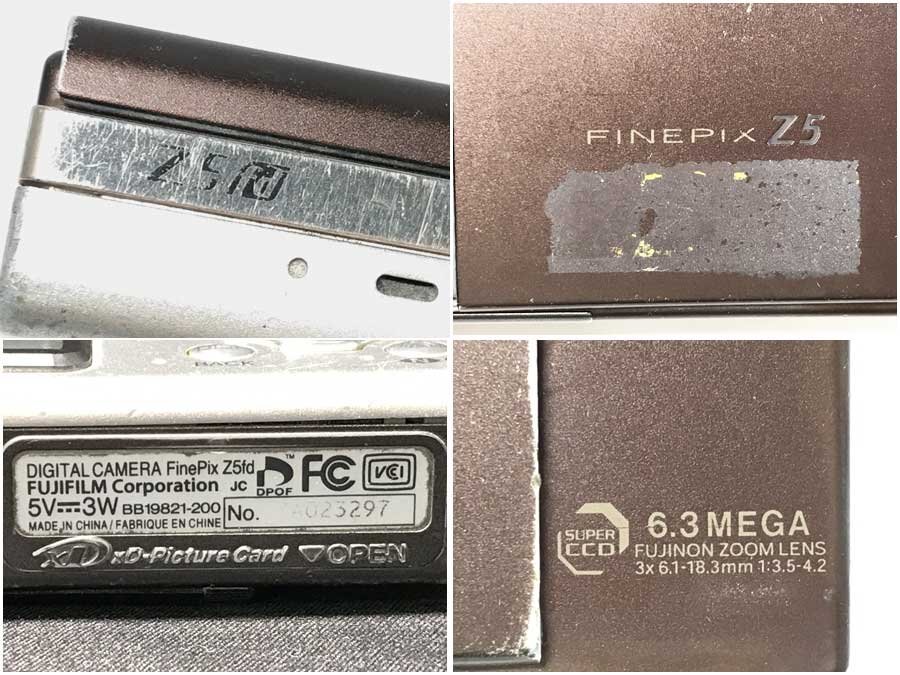 Z5fd
FINEPIX Z5
BACK
DIGITAL CAMERA FinePix Z5fd
FUJIFILM Corporation JC
DPOF
TM
FC
VCI
5V 3W BB19821-200
No. A023297
MADE IN CHINA/FABRIQUE EN CHINE
xD xD-Picture Card ▽OPEN
SUPER
CCD
6.3 MEGA
FUJINON ZOOM LENS
3x 6.1-18.3mm 1:3.5-4.2